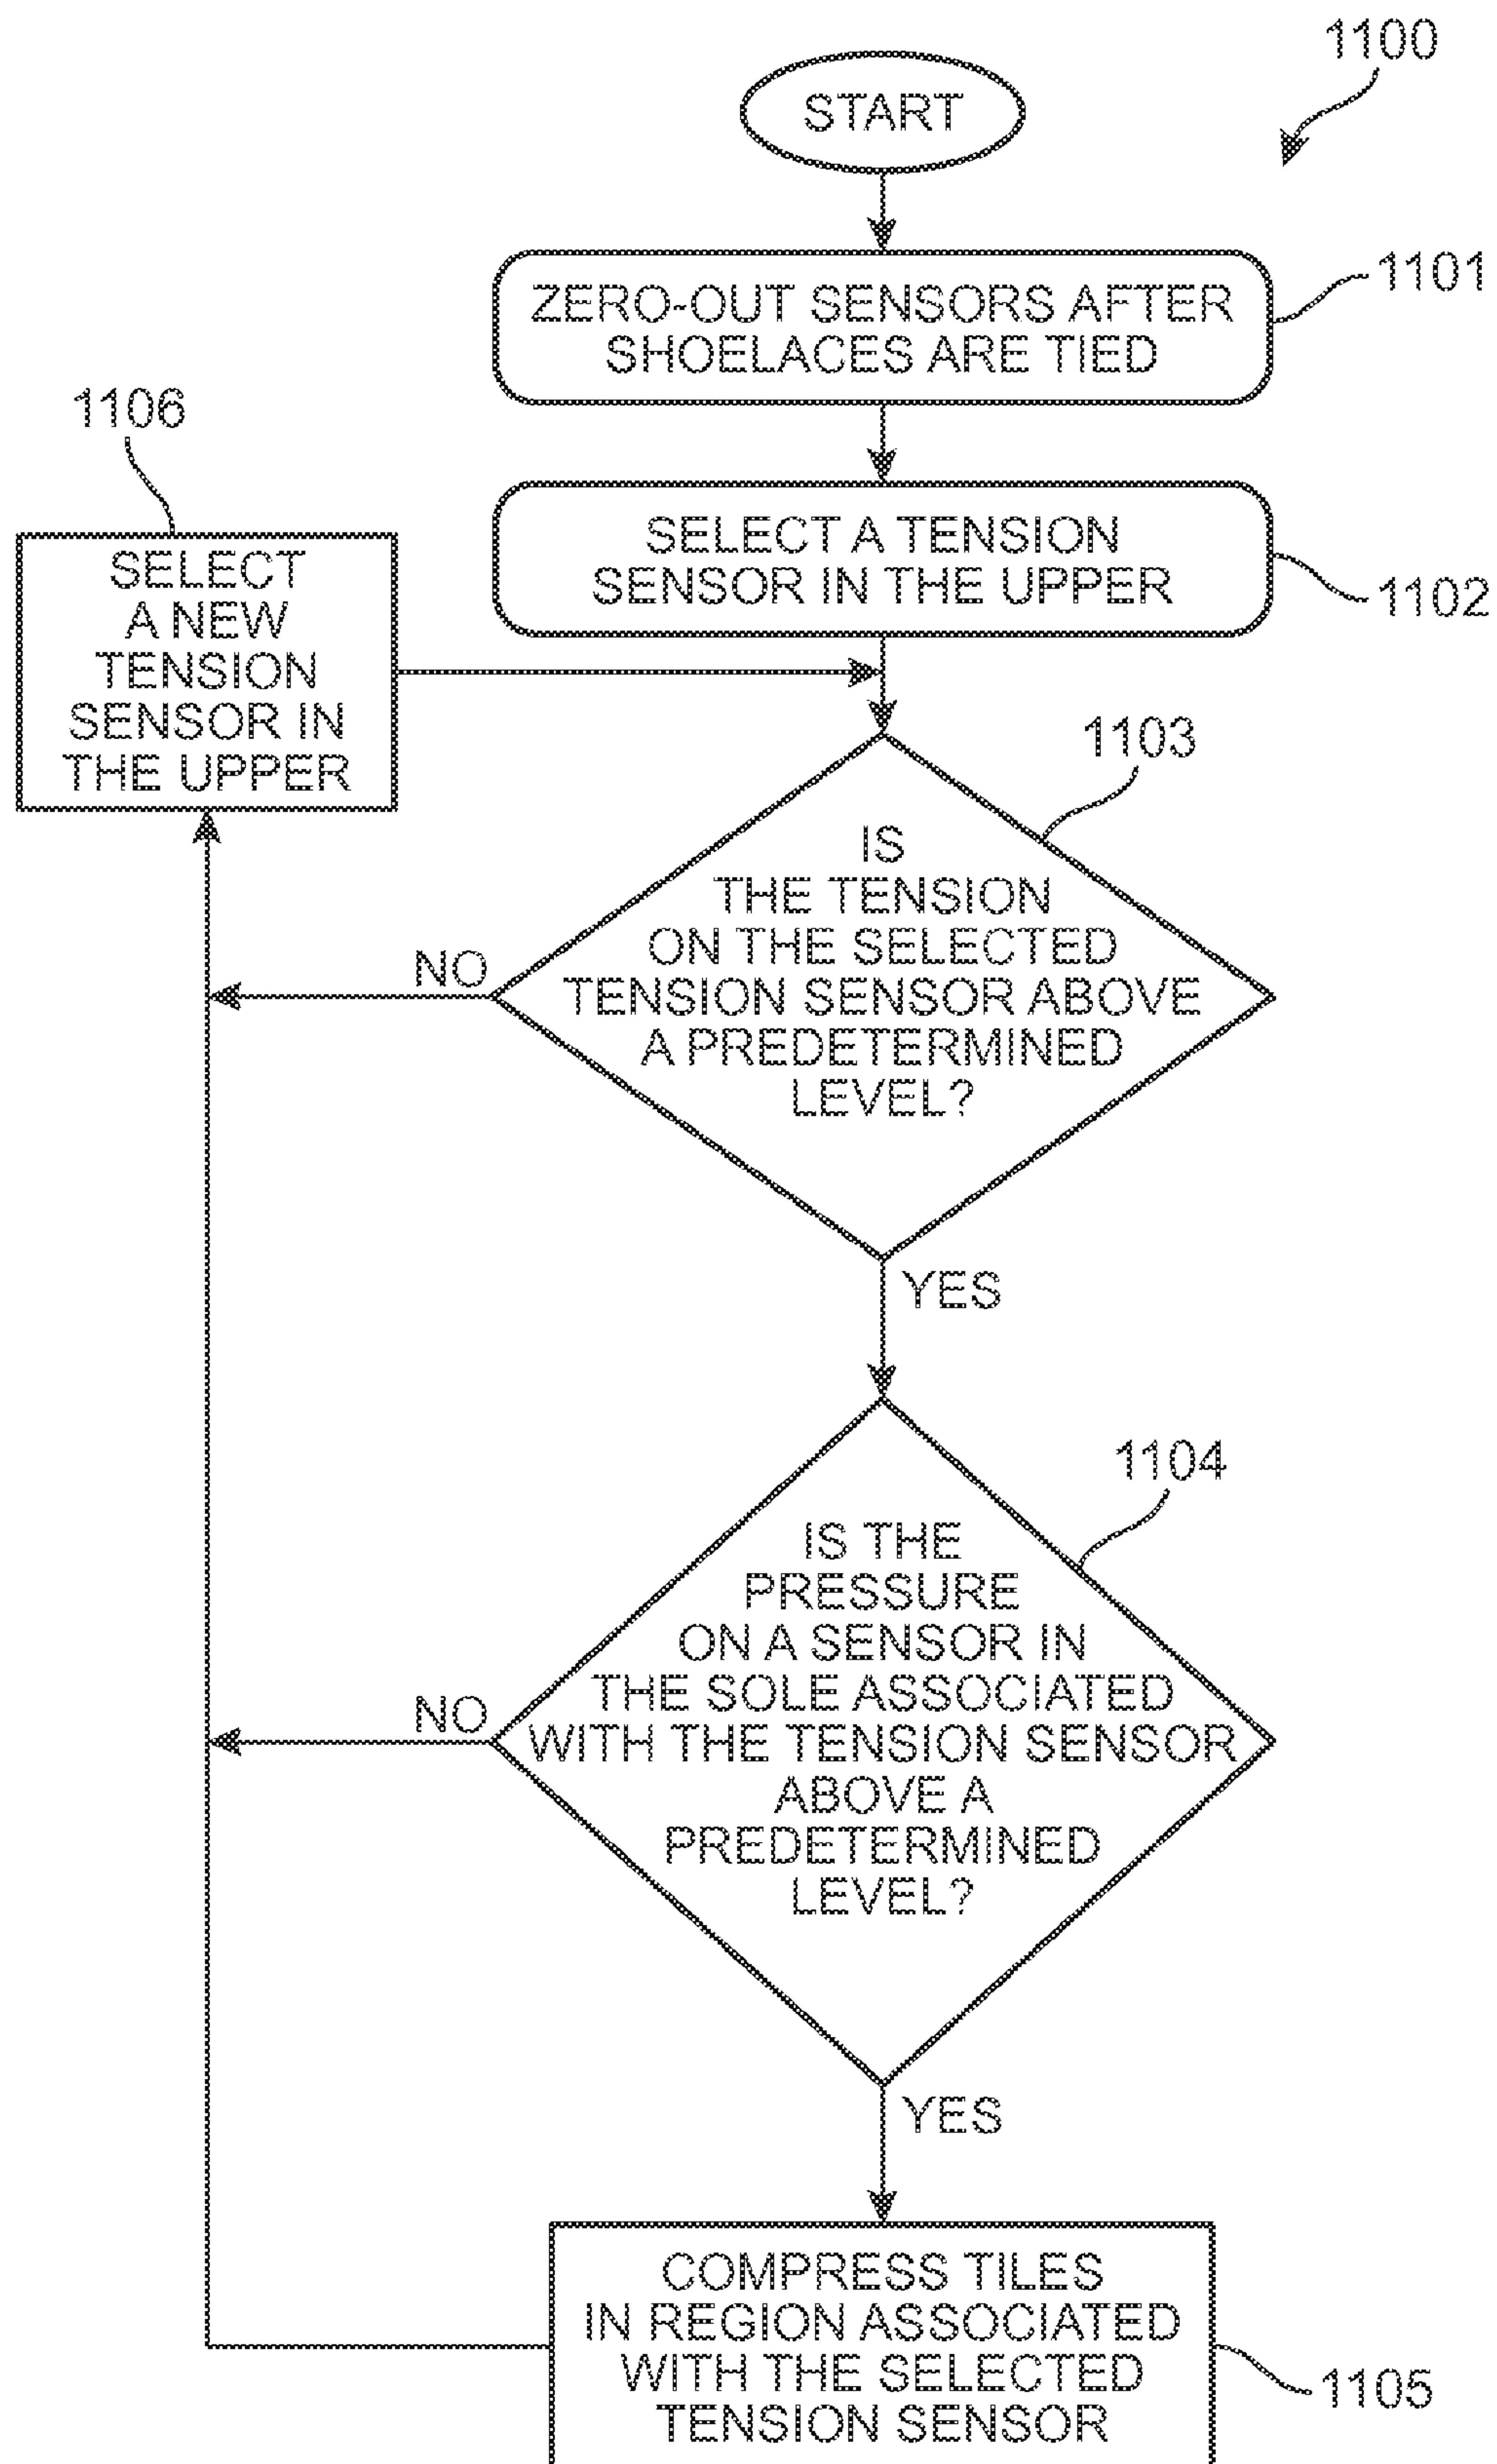 1100
START
ZERO-OUT SENSORS AFTER
SHOELACES ARE TIED
1101
1106
SELECT A TENSION
SENSOR IN THE UPPER
1102
SELECT
A NEW
TENSION
SENSOR IN
THE UPPER
1103
IS
THE TENSION
ON THE SELECTED
TENSION SENSOR ABOVE
A PREDETERMINED
LEVEL?
NO
YES
1104
IS THE
PRESSURE
ON A SENSOR IN
THE SOLE ASSOCIATED
WITH THE TENSION SENSOR
ABOVE A
PREDETERMINED
LEVEL?
NO
YES
COMPRESS TILES
IN REGION ASSOCIATED
WITH THE SELECTED
TENSION SENSOR
1105